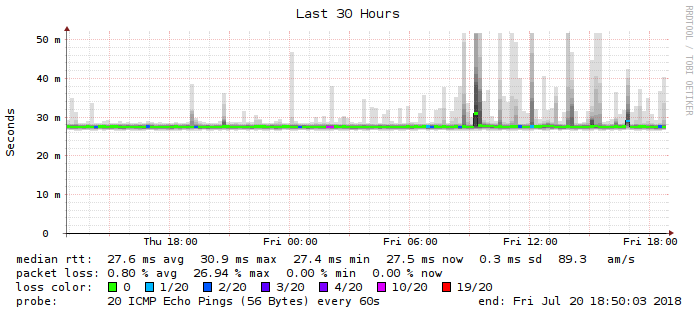 Last 30 Hours
RRDTOOL / TOBI OETIKER
Seconds
50 m
40 m
30 m
20 m
10 m
0
Thu 18:00 Fri 00:00 Fri 06:00 Fri 12:00 Fri 18:00
median rtt: 27.6 ms avg 30.9 ms max 27.4 ms min 27.5 ms now 0.3 ms sd 89.3 am/s
packet loss: 0.80 % avg 26.94 % max 0.00 % min 0.00 % now
loss color: 0 1/20 2/20 3/20 4/20 10/20 19/20
probe: 20 ICMP Echo Pings (56 Bytes) every 60s end: Fri Jul 20 18:50:03 2018